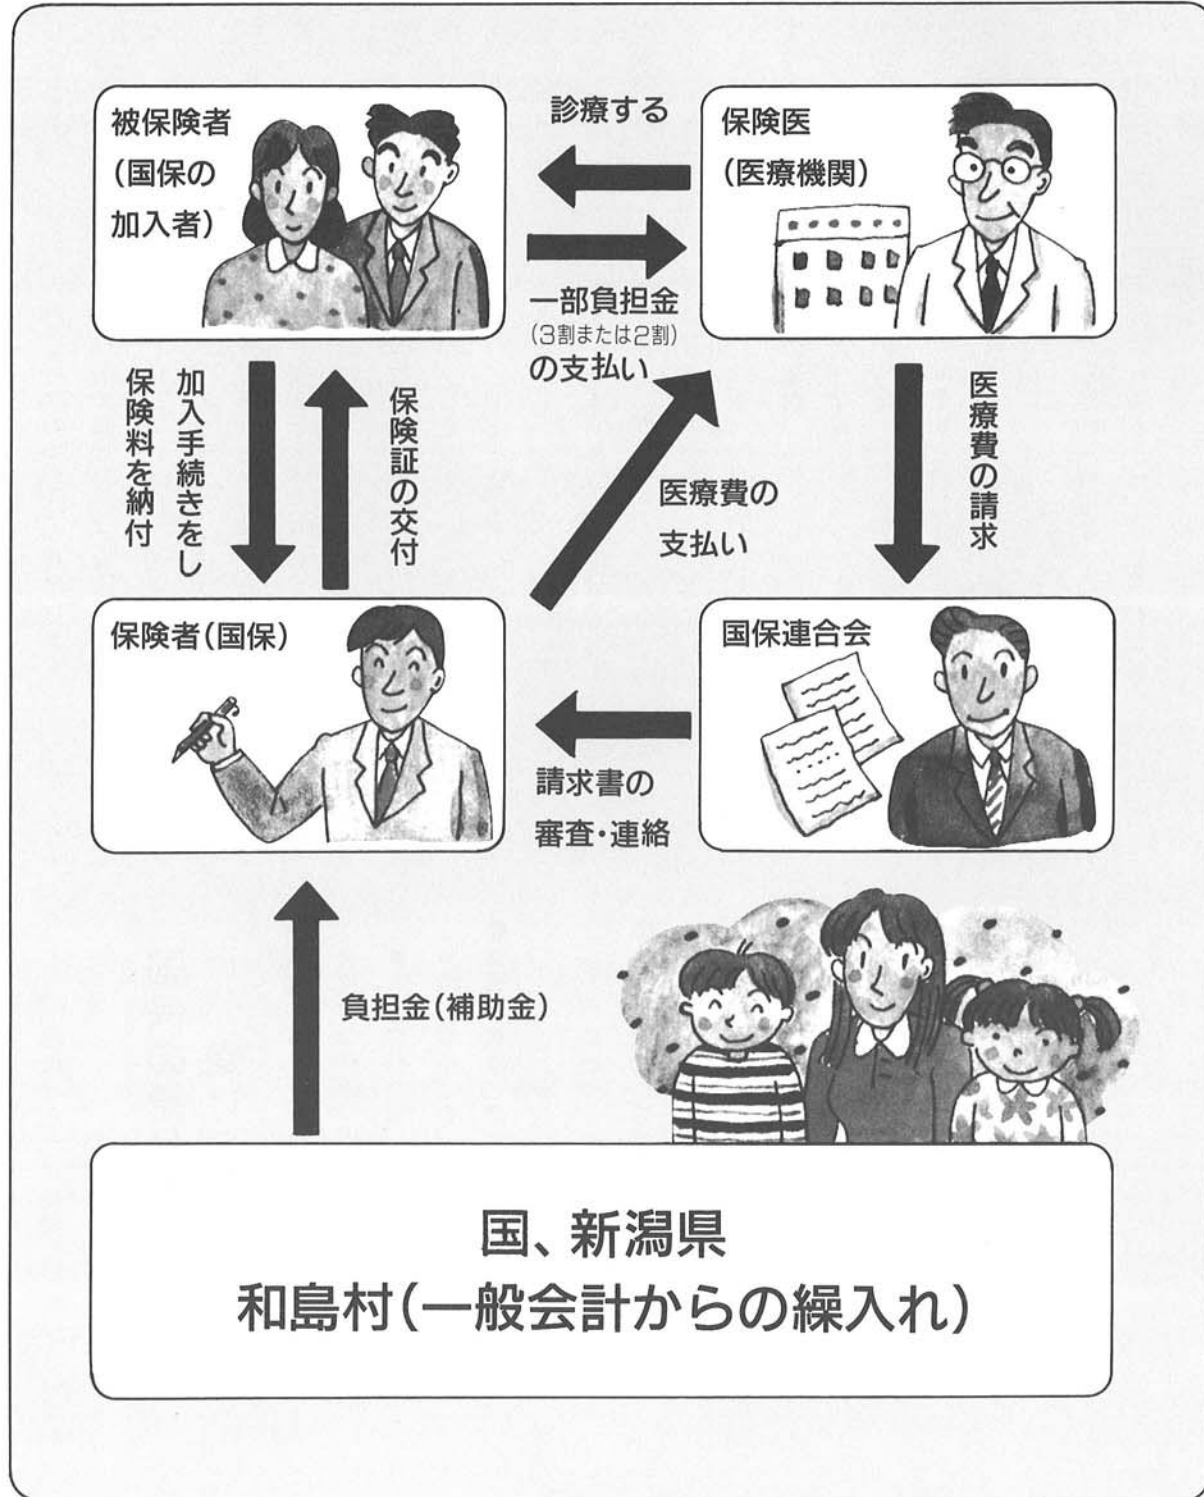 被保険者
(国保の
加入者)
診療する
保険医
(医療機関)
一部負担金
(3割または2割)
の支払い
加入手続きをし
保険料を納付
保険証の交付
医療費の
支払い
医療費の請求
保険者(国保)
国保連合会
請求書の
審査・連絡
負担金(補助金)
国、新潟県
和島村(一般会計からの繰入れ)